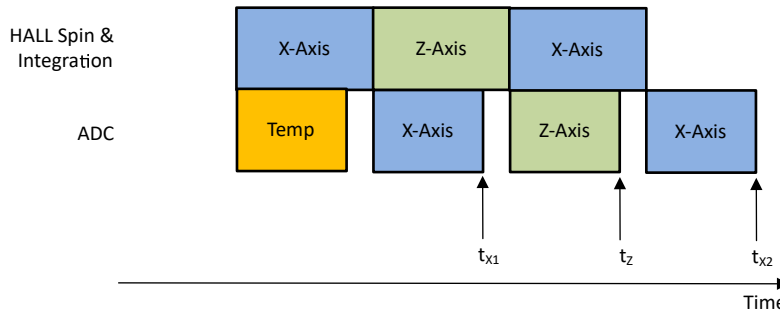 HALL Spin &
Integration
X-Axis Z-Axis X-Axis
ADC
Temp X-Axis Z-Axis X-Axis
tX1 tZ tX2
Time